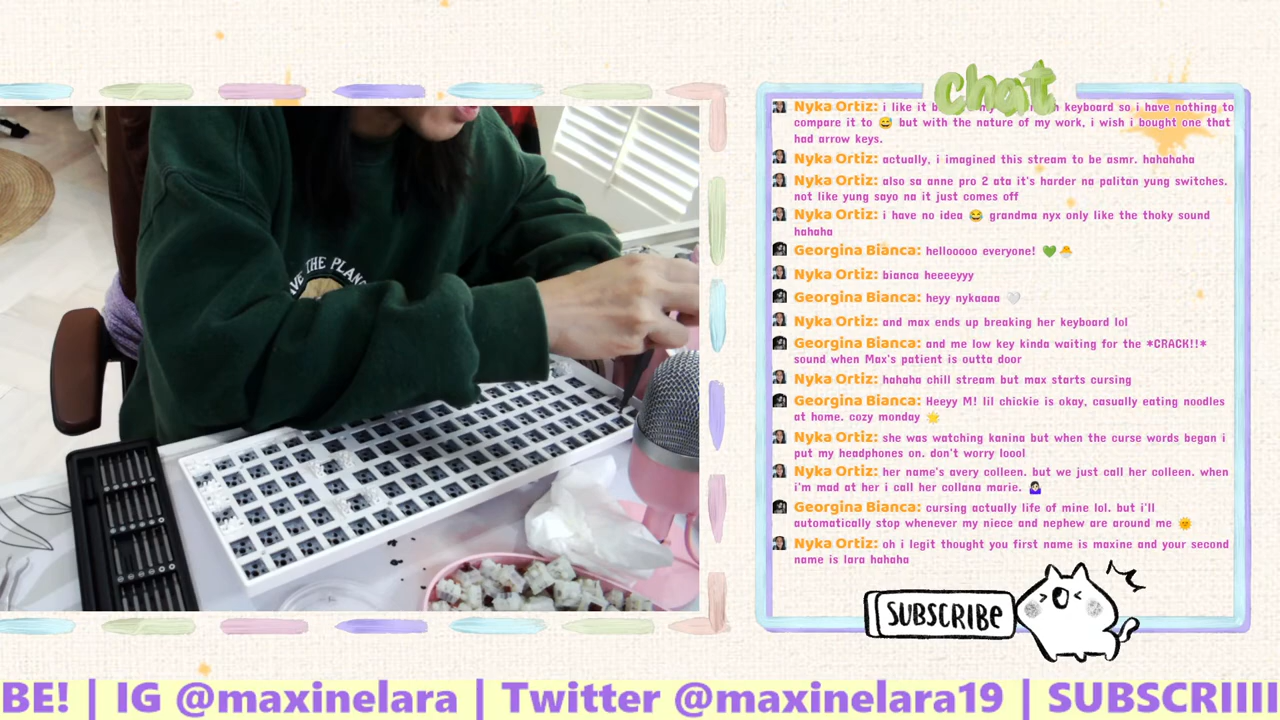 chat
Nyka Ortiz: i like it keyboard so i have nothing to
compare it to 😅 but with the nature of my work, i wish i bought one that
had arrow keys.
Nyka Ortiz: actually, i imagined this stream to be asmr. hahahaha
Nyka Ortiz: also sa anne pro 2 ata it's harder na palitan yung switches.
not like yung sayo na it just comes off
Nyka Ortiz: i have no idea 😂 grandma nyx only like the thoky sound
hahaha
Georgina Bianca: hellooooo everyone! 💚🐣
Nyka Ortiz: bianca heeeeyyy
Georgina Bianca: heyy nykaaaa 🤍
Nyka Ortiz: and max ends up breaking her keyboard lol
Georgina Bianca: and me low key kinda waiting for the *CRACK!!*
sound when Max's patient is outta door
Nyka Ortiz: hahaha chill stream but max starts cursing
Georgina Bianca: Heeyy M! lil chickie is okay, casually eating noodles
at home. cozy monday 🌟
Nyka Ortiz: she was watching kanina but when the curse words began i
put my headphones on. don't worry loool
Nyka Ortiz: her name's avery colleen. but we just call her colleen. when
i'm mad at her i call her collana marie. 🤷🏻‍♀️
Georgina Bianca: cursing actually life of mine lol. but i'll
automatically stop whenever my niece and nephew are around me 🌞
Nyka Ortiz: oh i legit thought you first name is maxine and your second
name is lara hahaha
AVE THE PLAN
SUBSCRIBE
BE! | IG @maxinelara | Twitter @maxinelara19 | SUBSCRIIII